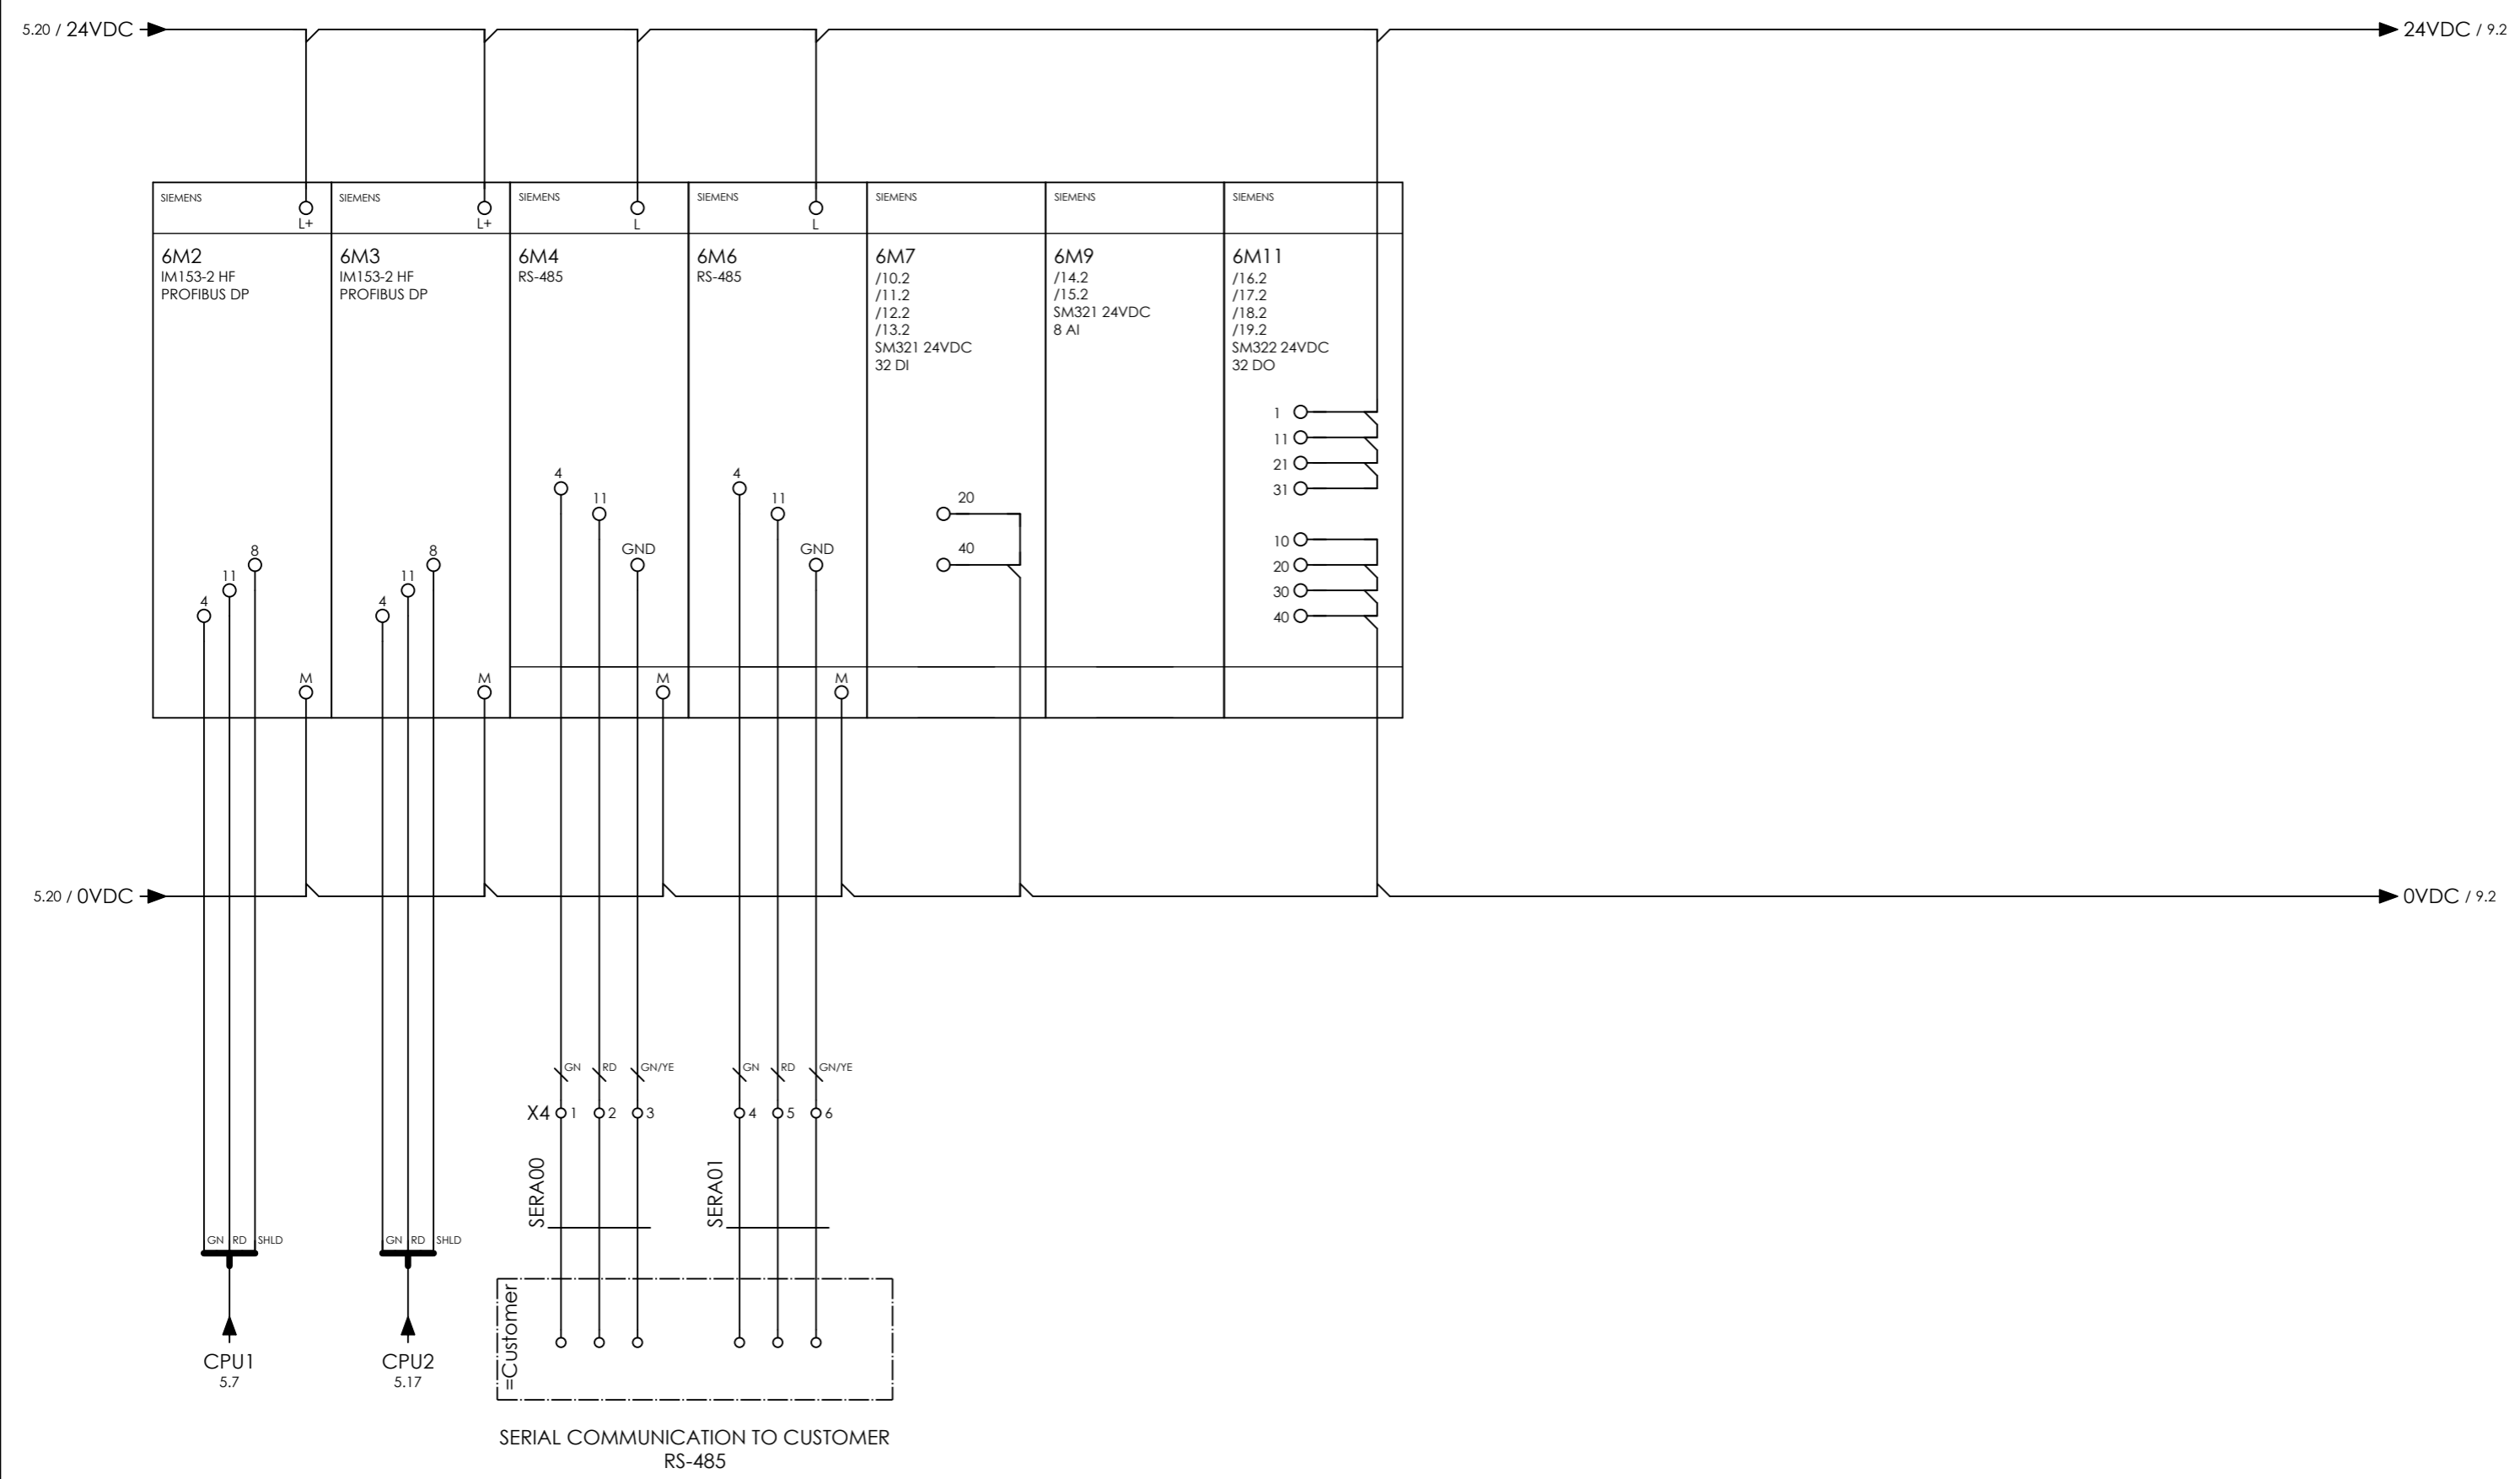 5.20 / 24VDC
24VDC / 9.2
SIEMENS
L+
6M2
IM153-2 HF
PROFIBUS DP
4
11
8
M
SIEMENS
L+
6M3
IM153-2 HF
PROFIBUS DP
4
11
8
M
SIEMENS
L
6M4
RS-485
4
11
GND
M
SIEMENS
L
6M6
RS-485
4
11
GND
M
SIEMENS
6M7
/10.2
/11.2
/12.2
/13.2
SM321 24VDC
32 DI
20
40
SIEMENS
6M9
/14.2
/15.2
SM321 24VDC
8 AI
SIEMENS
6M11
/16.2
/17.2
/18.2
/19.2
SM322 24VDC
32 DO
1
11
21
31
10
20
30
40
5.20 / 0VDC
0VDC / 9.2
GN RD GN/YE
GN RD GN/YE
X4 1 2 3
4 5 6
SERA00
SERA01
GN RD SHLD
GN RD SHLD
CPU1
5.7
CPU2
5.17
=Customer
SERIAL COMMUNICATION TO CUSTOMER
RS-485